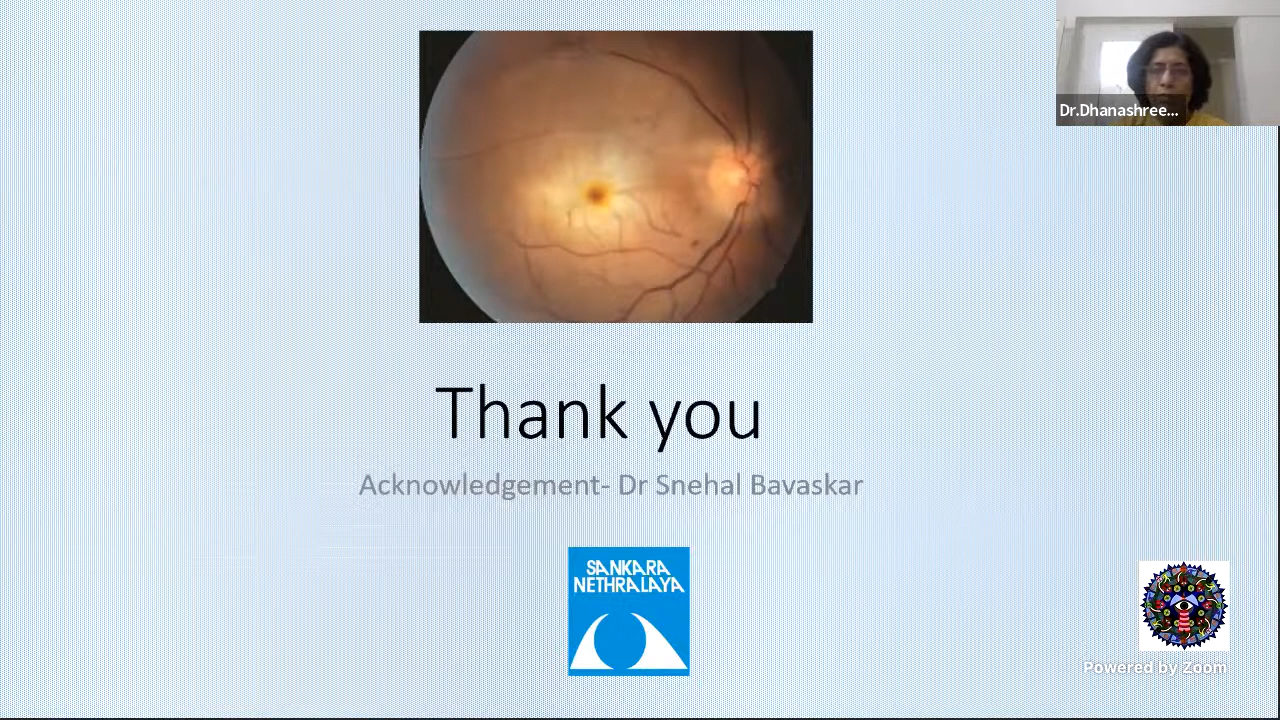 Dr.Dhanashree...
Thank you
Acknowledgement- Dr Snehal Bavaskar
SANKARA
NETHRALAYA
Powered by Zoom